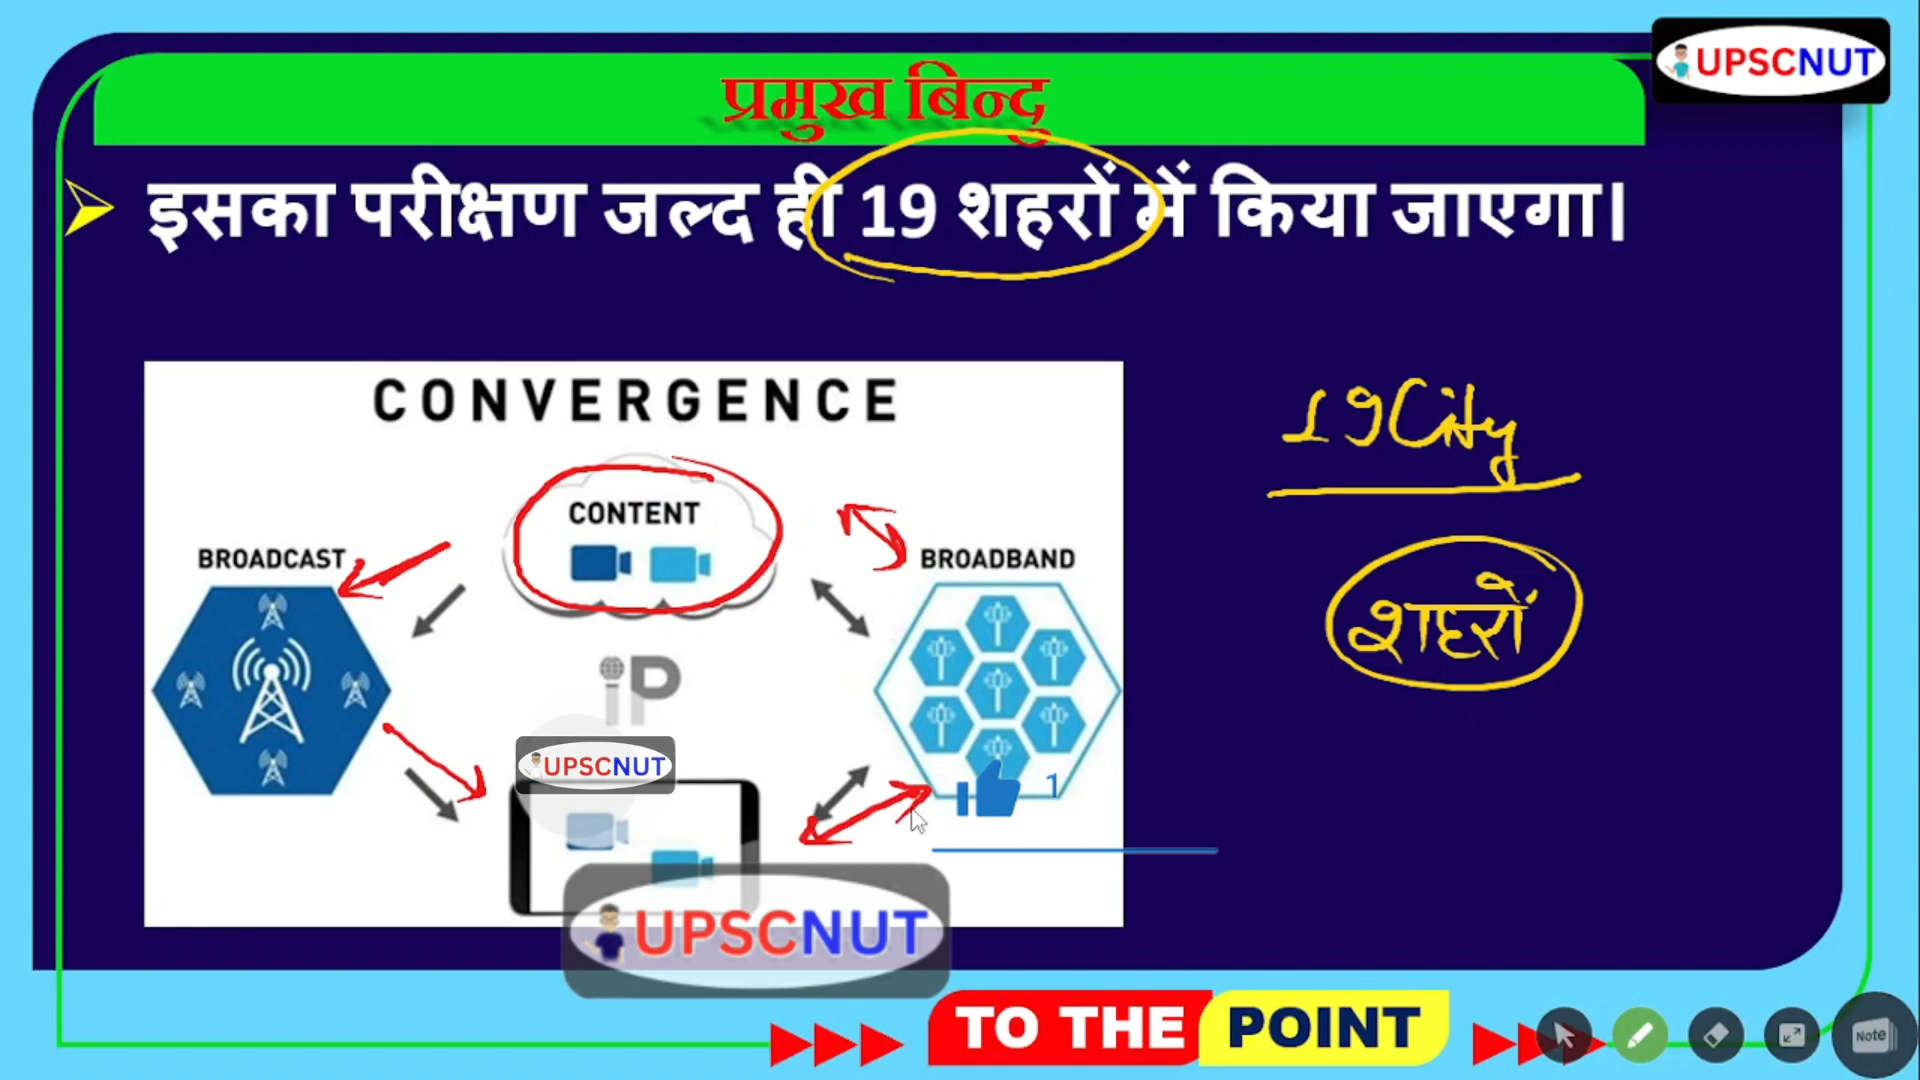 UPSCNUT
प्रमुख बिन्दु
इसका परीक्षण जल्द ही 19 शहरों में किया जाएगा।
CONVERGENCE
19 City
CONTENT
BROADCAST
BROADBAND
शहरों
iP
UPSCNUT
1
UPSCNUT
TO THE POINT
Note